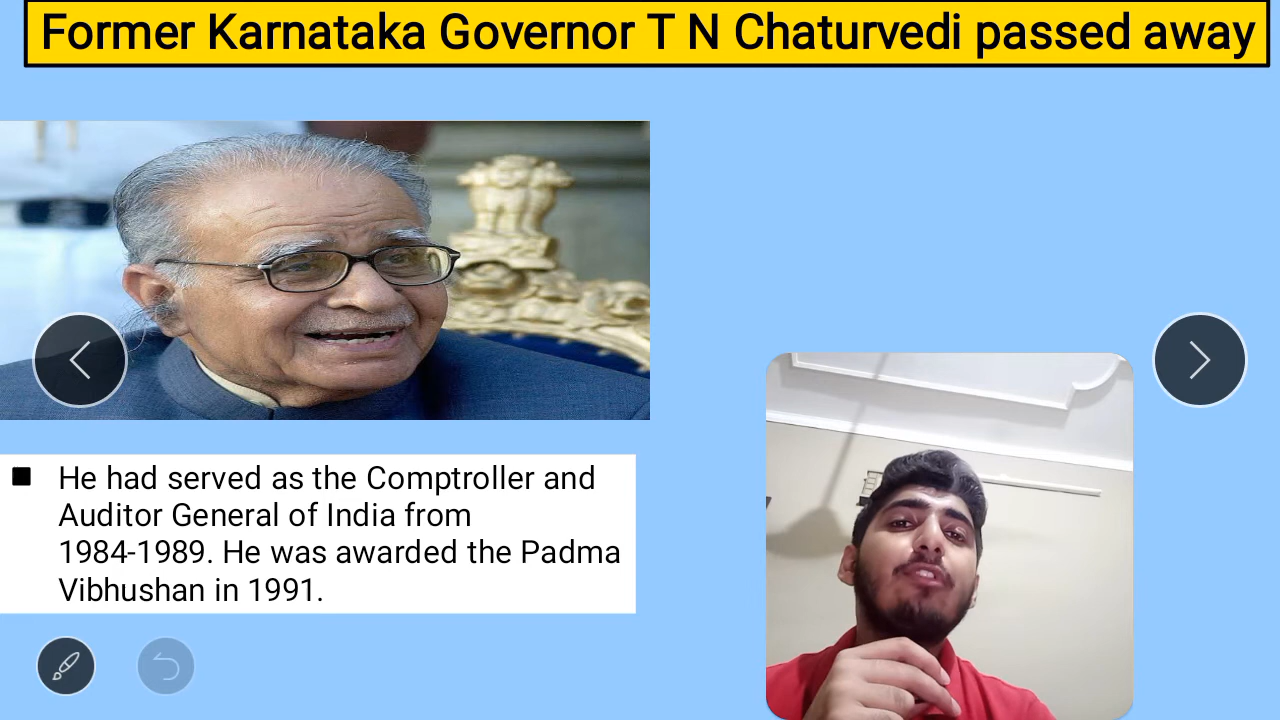 Former Karnataka Governor T N Chaturvedi passed away
He had served as the Comptroller and
Auditor General of India from
1984-1989. He was awarded the Padma
Vibhushan in 1991.